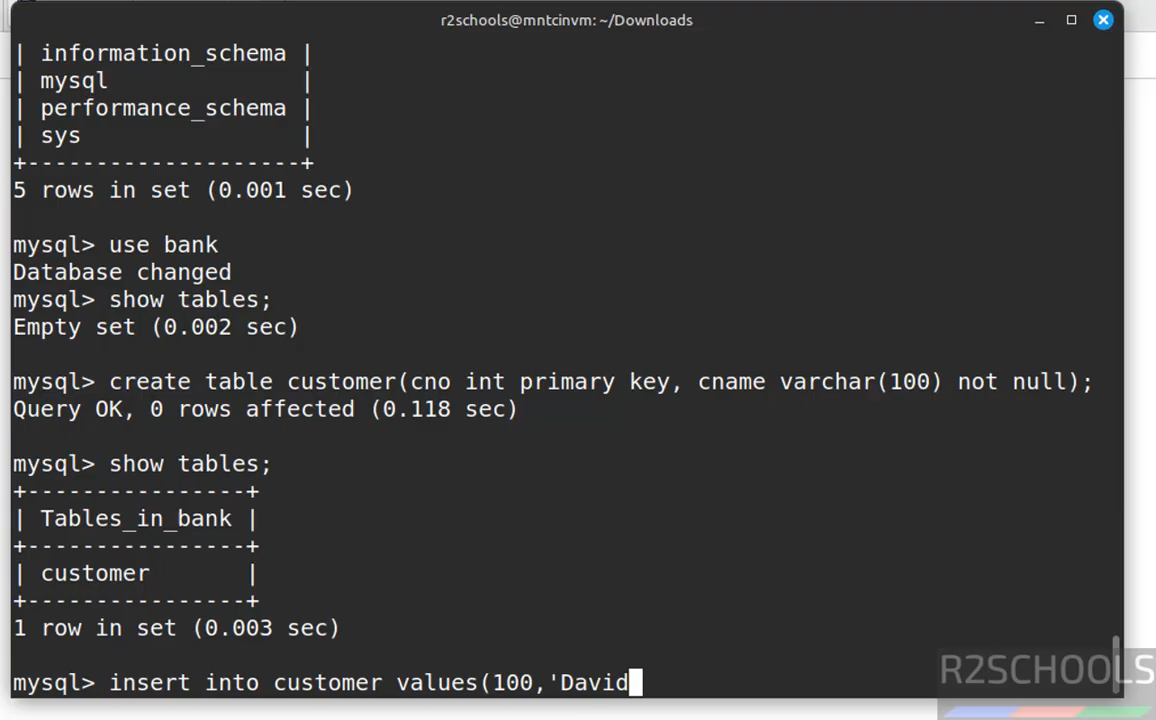 r2schools@mntcinvm: ~/Downloads
| information_schema |
| mysql              |
| performance_schema |
| sys                |
+--------------------+
5 rows in set (0.001 sec)
mysql> use bank
Database changed
mysql> show tables;
Empty set (0.002 sec)
mysql> create table customer(cno int primary key, cname varchar(100) not null);
Query OK, 0 rows affected (0.118 sec)
mysql> show tables;
+----------------+
| Tables_in_bank |
+----------------+
| customer       |
+----------------+
1 row in set (0.003 sec)
mysql> insert into customer values(100,'David
R2SCHOOLS